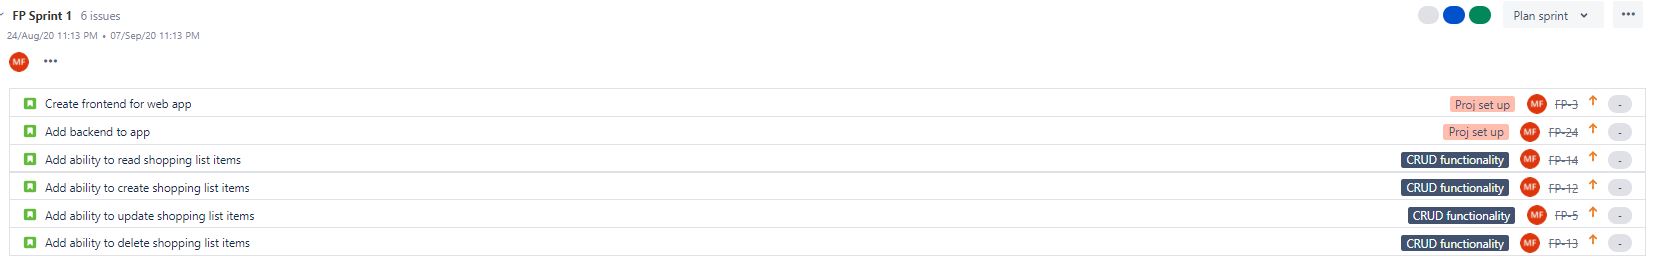 FP Sprint 1 6 issues
Plan sprint
24/Aug/20 11:13 PM • 07/Sep/20 11:13 PM
MF
Create frontend for web app Proj set up MF FP-3 -
Add backend to app Proj set up MF FP-24 -
Add ability to read shopping list items CRUD functionality MF FP-14 -
Add ability to create shopping list items CRUD functionality MF FP-12 -
Add ability to update shopping list items CRUD functionality MF FP-5 -
Add ability to delete shopping list items CRUD functionality MF FP-13 -